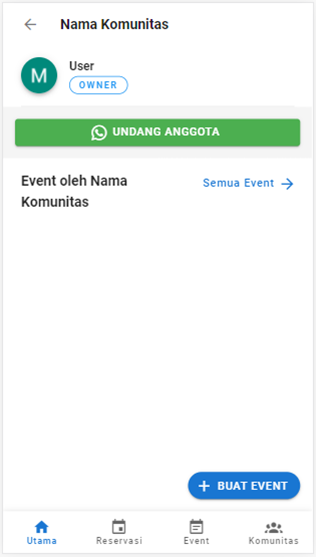 Nama Komunitas
M
User
OWNER
UNDANG ANGGOTA
Event oleh Nama
Komunitas
Semua Event
BUAT EVENT
Utama
Reservasi
Event
Komunitas